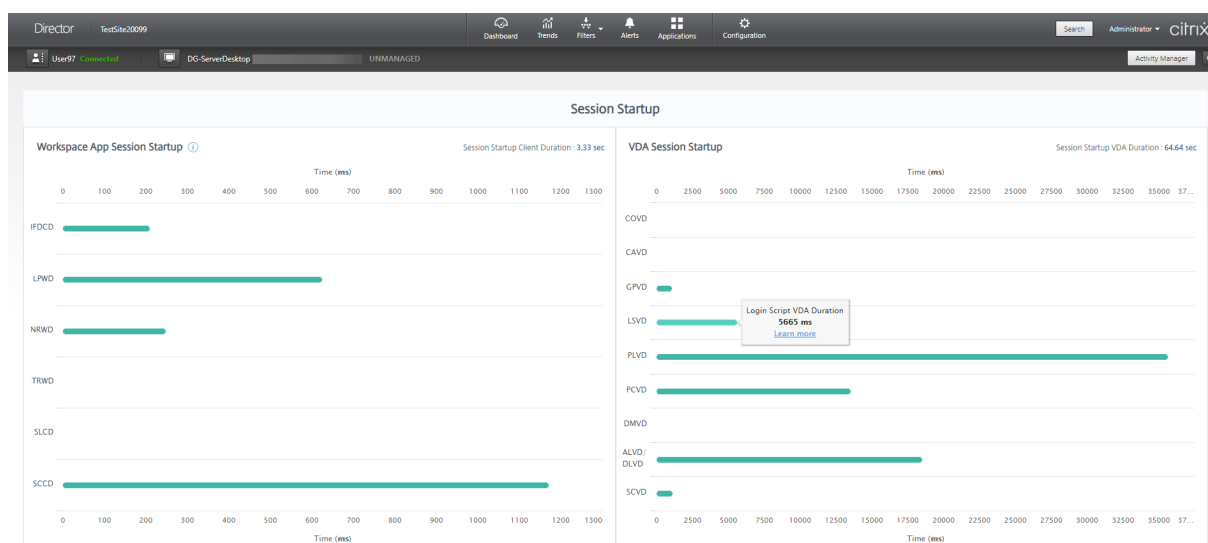 Director TestSite20099 Dashboard Trends Filters Alerts Applications Configuration Search Administrator citrix
User97 Connected DG-ServerDesktop UNMANAGED Activity Manager
Session Startup
Workspace App Session Startup Session Startup Client Duration : 3.33 sec
Time (ms)
0 100 200 300 400 500 600 700 800 900 1000 1100 1200 1300
IFDCD
LPWD
NRWD
TRWD
SLCD
SCCD
0 100 200 300 400 500 600 700 800 900 1000 1100 1200 1300
Time (ms)
VDA Session Startup Session Startup VDA Duration : 64.64 sec
Time (ms)
0 2500 5000 7500 10000 12500 15000 17500 20000 22500 25000 27500 30000 32500 35000 37...
COVD
CAVD
GPVD
LSVD
Login Script VDA Duration
5665 ms
Learn more
PLVD
PCVD
DMVD
ALVD/
DLVD
SCVD
0 2500 5000 7500 10000 12500 15000 17500 20000 22500 25000 27500 30000 32500 35000 37...
Time (ms)